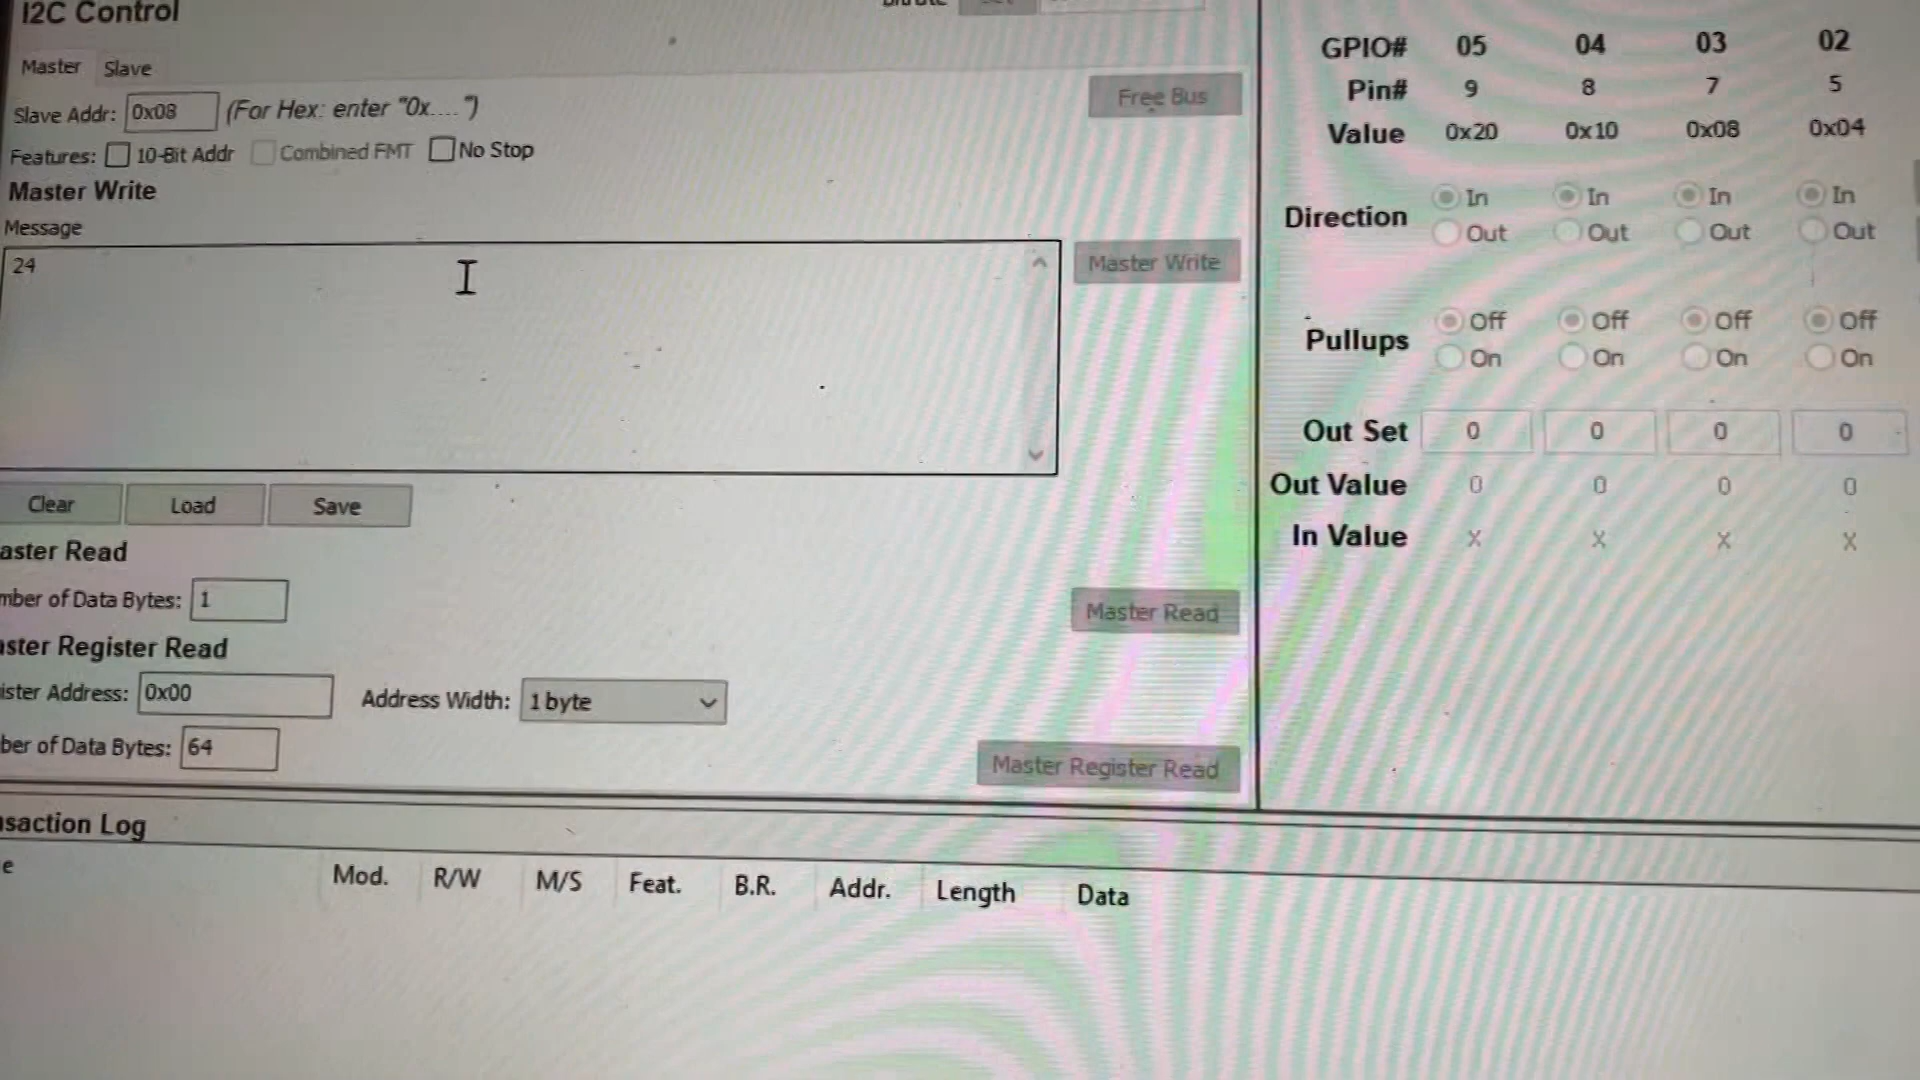 I2C Control
Master Slave
Slave Addr: 0x08 (For Hex: enter "0x.... ") Free Bus
Features: 10-Bit Addr Combined FMT No Stop
Master Write
Message
24
Master Write
Clear Load Save
aster Read
mber of Data Bytes: 1
Master Read
aster Register Read
ister Address: 0x00 Address Width: 1 byte
ber of Data Bytes: 64
Master Register Read
GPIO# 05 04 03 02
Pin# 9 8 7 5
Value 0x20 0x10 0x08 0x04
Direction
In In In In
Out Out Out Out
Pullups
Off Off Off Off
On On On On
Out Set 0 0 0 0
Out Value 0 0 0 0
In Value X X X X
nsaction Log
e Mod. R/W M/S Feat. B.R. Addr. Length Data